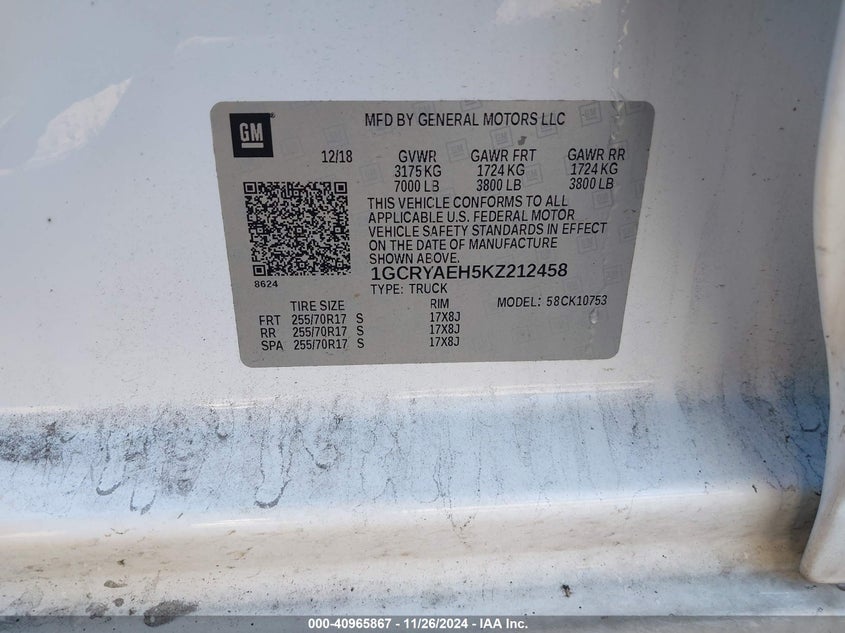 GM
MFD BY GENERAL MOTORS LLC
12/18 GVWR GAWR FRT GAWR RR
3175 KG 1724 KG 1724 KG
7000 LB 3800 LB 3800 LB
THIS VEHICLE CONFORMS TO ALL
APPLICABLE U.S. FEDERAL MOTOR
VEHICLE SAFETY STANDARDS IN EFFECT
ON THE DATE OF MANUFACTURE
SHOWN ABOVE.
8624
1GCRYAEH5KZ212458
TYPE: TRUCK
TIRE SIZE RIM MODEL: 58CK10753
FRT 255/70R17 S 17X8J
RR 255/70R17 S 17X8J
SPA 255/70R17 S 17X8J
000-40965867 - 11/26/2024 - IAA Inc.